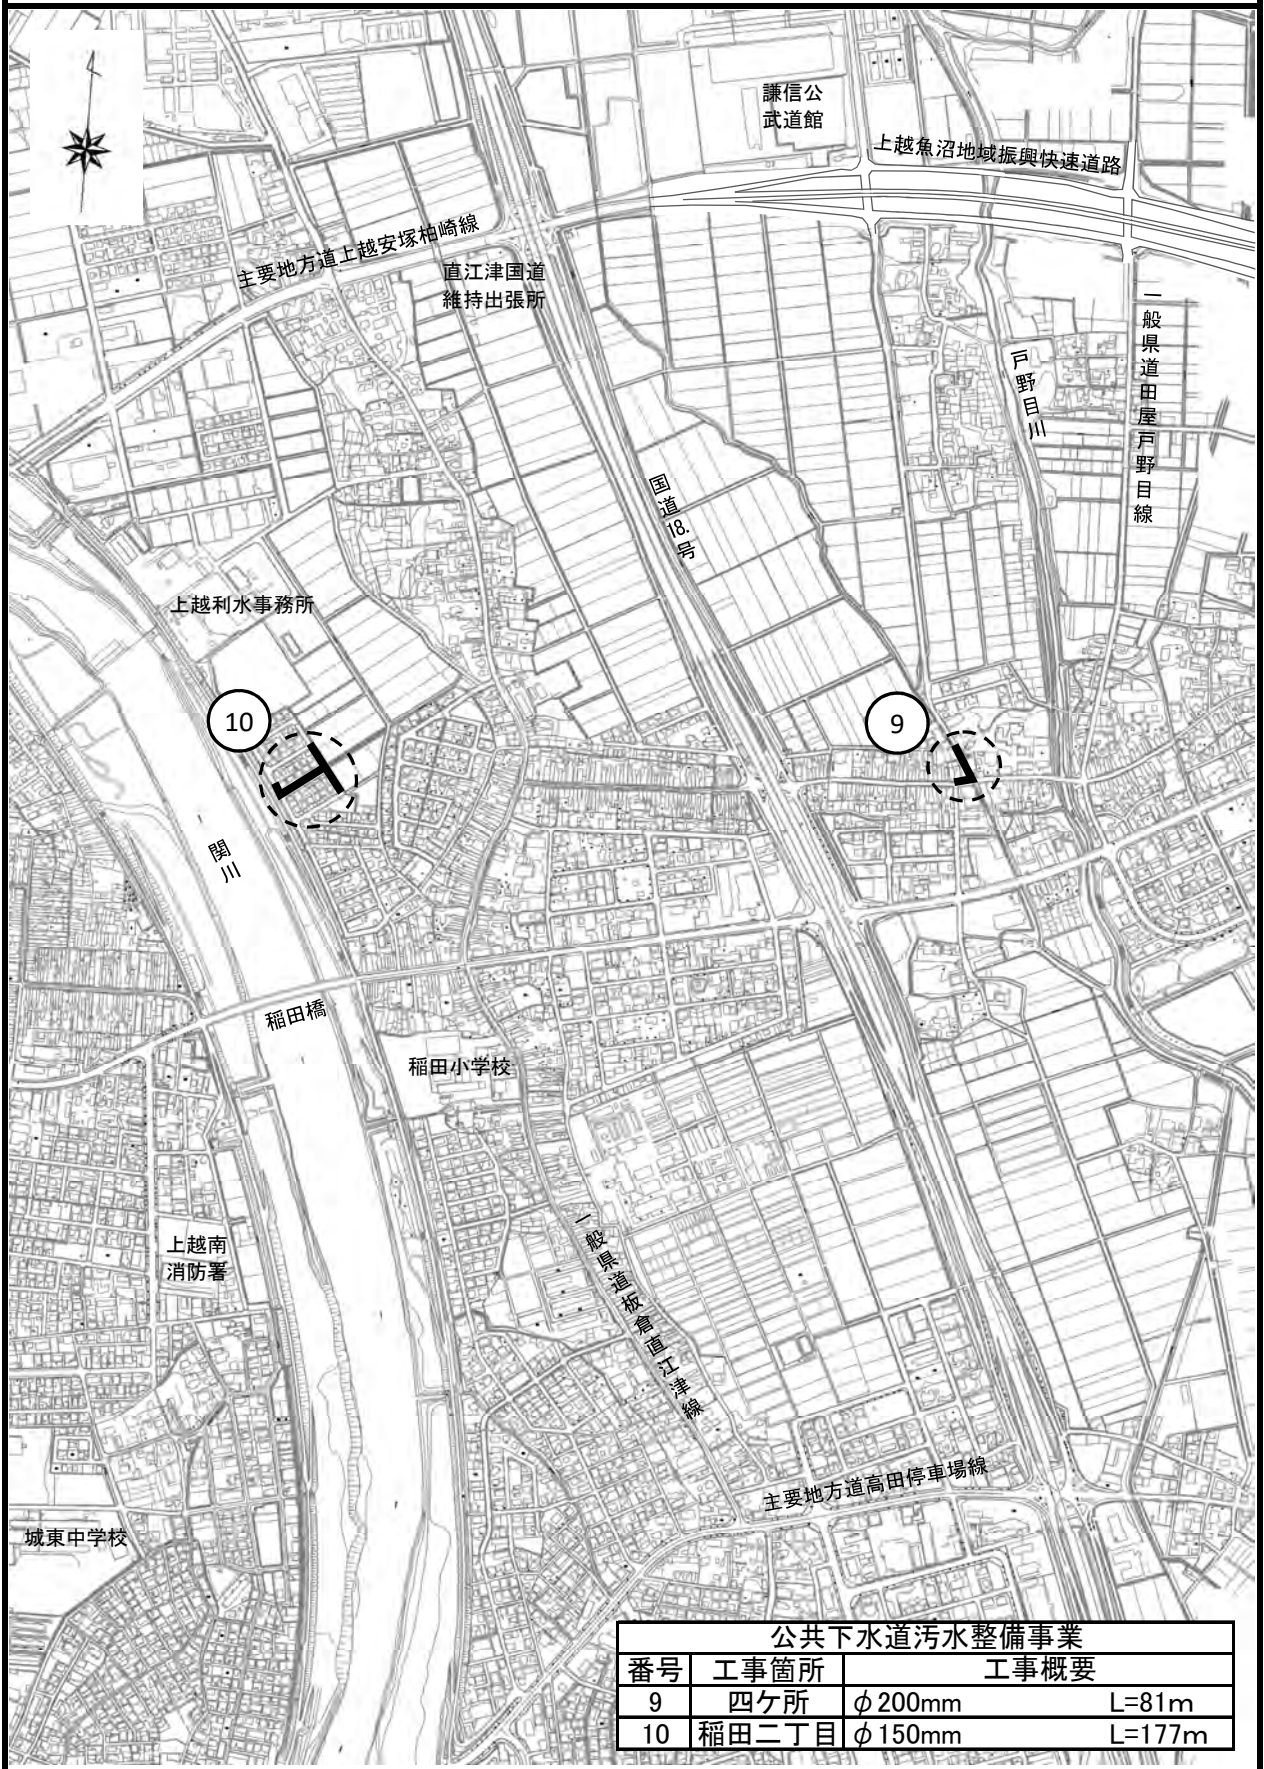 謙信公
武道館
上越魚沼地域振興快速道路
主要地方道上越安塚柏崎線
直江津国道
維持出張所
一般県道田屋戸野目線
戸野目川
国道18.号
上越利水事務所
10
9
関川
稲田橋
稲田小学校
上越南
消防署
一般県道板倉直江津線
主要地方道高田停車場線
城東中学校
公共下水道汚水整備事業
番号 工事箇所 工事概要
9 四ケ所 φ200mm L=81m
10 稲田二丁目 φ150mm L=177m